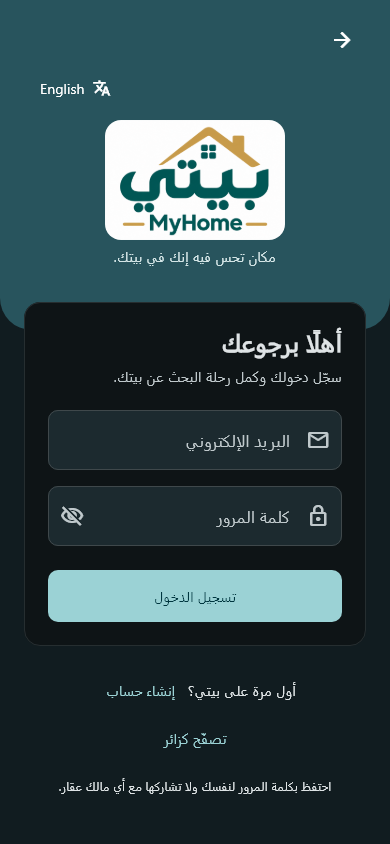 English
بيتي
MyHome
مكان تحس فيه إنك في بيتك.
أهلًا برجوعك
سجّل دخولك وكمل رحلة البحث عن بيتك.
البريد الإلكتروني
كلمة المرور
تسجيل الدخول
أول مرة على بيتي؟ إنشاء حساب
تصفّح كزائر
احتفظ بكلمة المرور لنفسك ولا تشاركها مع أي مالك عقار.